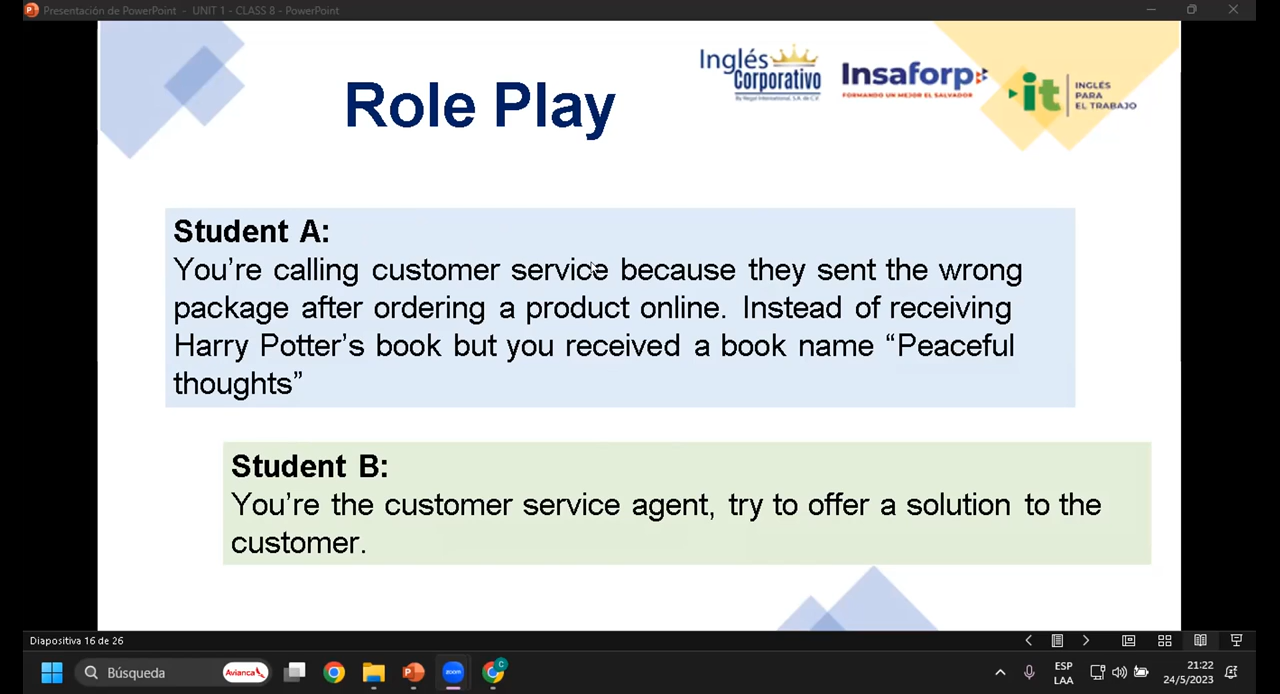 Presentación de PowerPoint - UNIT 1 - CLASS 8 - PowerPoint
Inglés
Corporativo
By Regal International, S.A. de C.V.
Insaforp
FORMANDO UN MEJOR EL SALVADOR
it
INGLÉS
PARA
EL TRABAJO
Role Play
Student A:
You're calling customer service because they sent the wrong
package after ordering a product online. Instead of receiving
Harry Potter's book but you received a book name “Peaceful
thoughts”
Student B:
You're the customer service agent, try to offer a solution to the
customer.
Diapositiva 16 de 26
Búsqueda
Avianca
zoom
C
ESP
LAA
21:22
24/5/2023